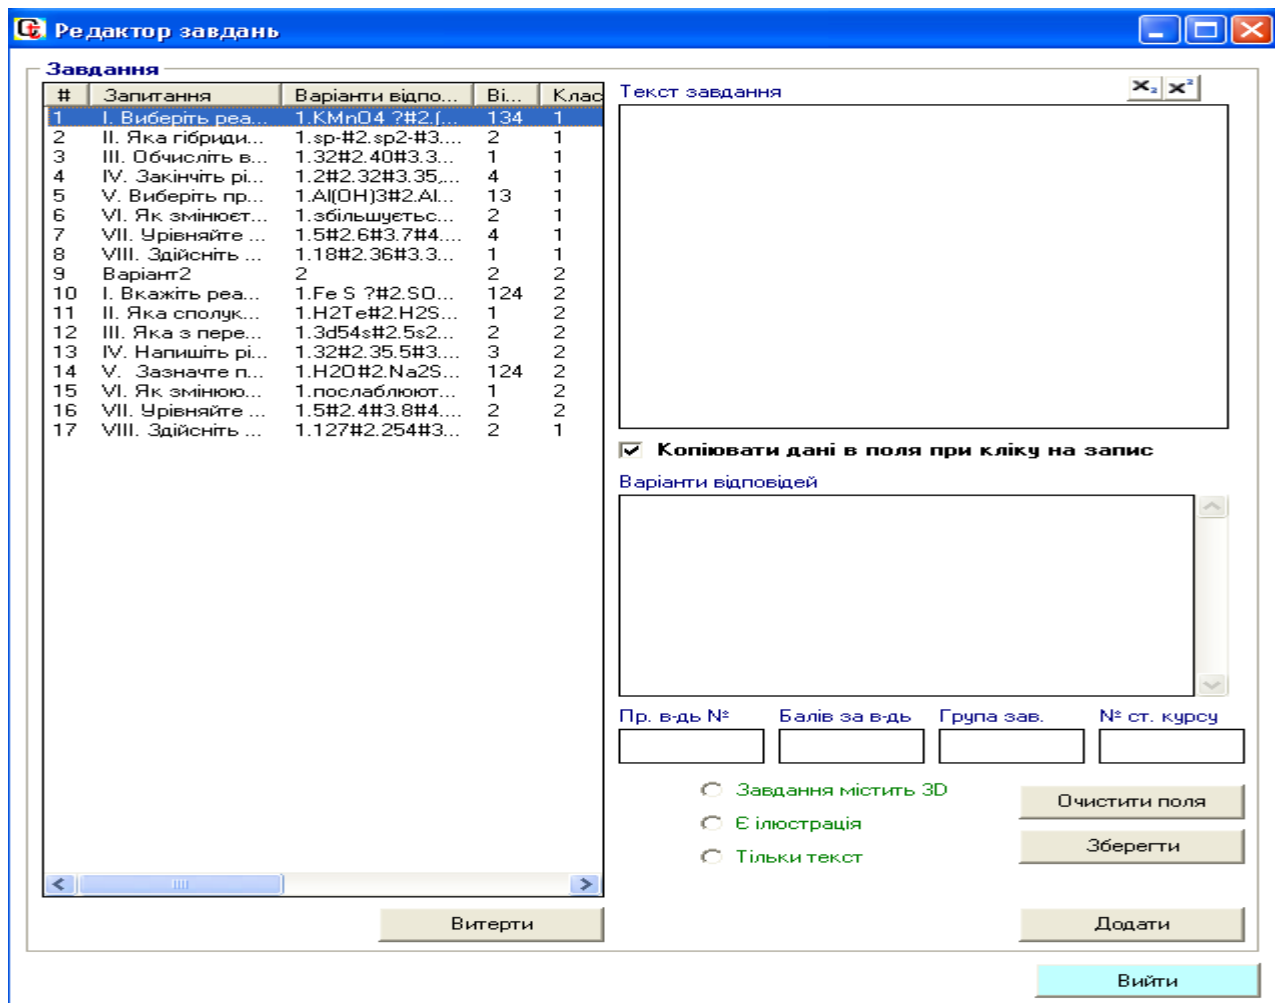 Редактор завдань
Завдання
# Запитання Варіанти відпо... Ві... Клас
1 І. Виберіть реа... 1.KMnO4 ?#2.(... 134 1
2 ІІ. Яка гібриди... 1.sp-#2.sp2-#3.... 2 1
3 ІІІ. Обчисліть в... 1.32#2.40#3.3... 1 1
4 IV. Закінчіть рі... 1.2#2.32#3.35,... 4 1
5 V. Виберіть пр... 1.Al(OH)3#2.Al... 13 1
6 VI. Як змінюєт... 1.збільшуєтьс... 2 1
7 VII. Урівняйте ... 1.5#2.6#3.7#4.... 4 1
8 VIII. Здійсніть ... 1.18#2.36#3.3... 1 1
9 Варіант2 2 2 2
10 І. Вкажіть реа... 1.Fe S ?#2.SO... 124 2
11 ІІ. Яка сполук... 1.H2Te#2.H2S... 1 2
12 ІІІ. Яка з пере... 1.3d54s#2.5s2... 2 2
13 IV. Напишіть рі... 1.32#2.35.5#3.... 3 2
14 V. Зазначте п... 1.H2O#2.Na2S... 124 2
15 VI. Як змінюю... 1.послаблюют... 1 2
16 VII. Урівняйте ... 1.5#2.4#3.8#4.... 2 2
17 VIII. Здійсніть ... 1.127#2.254#3... 2 1
Витерти
Текст завдання
x₂ x²
Копіювати дані в поля при кліку на запис
Варіанти відповідей
Пр. в-дь № Балів за в-дь Група зав. № ст. курсу
Завдання містить 3D
Є ілюстрація
Тільки текст
Очистити поля
Зберегти
Додати
Вийти